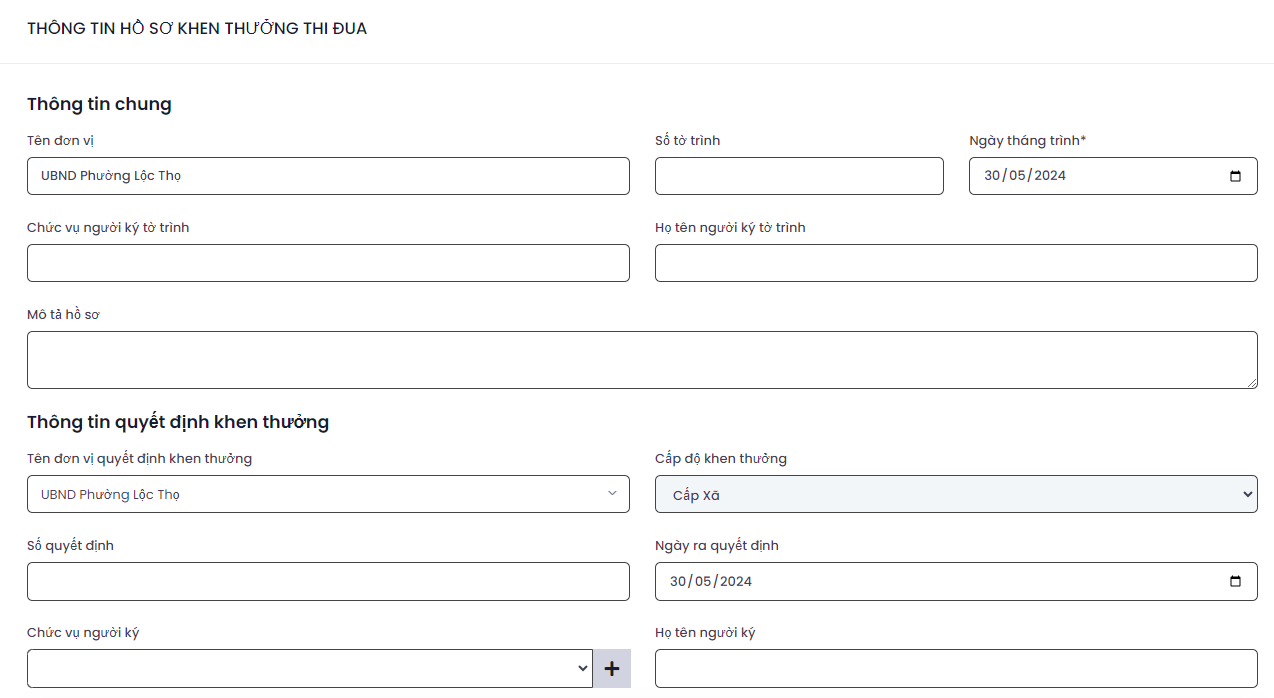 THÔNG TIN HỒ SƠ KHEN THƯỞNG THI ĐUA
Thông tin chung
Tên đơn vị
Số tờ trình
Ngày tháng trình*
UBND Phường Lộc Thọ
30/05/2024
Chức vụ người ký tờ trình
Họ tên người ký tờ trình
Mô tả hồ sơ
Thông tin quyết định khen thưởng
Tên đơn vị quyết định khen thưởng
Cấp độ khen thưởng
UBND Phường Lộc Thọ
Cấp Xã
Số quyết định
Ngày ra quyết định
30/05/2024
Chức vụ người ký
Họ tên người ký